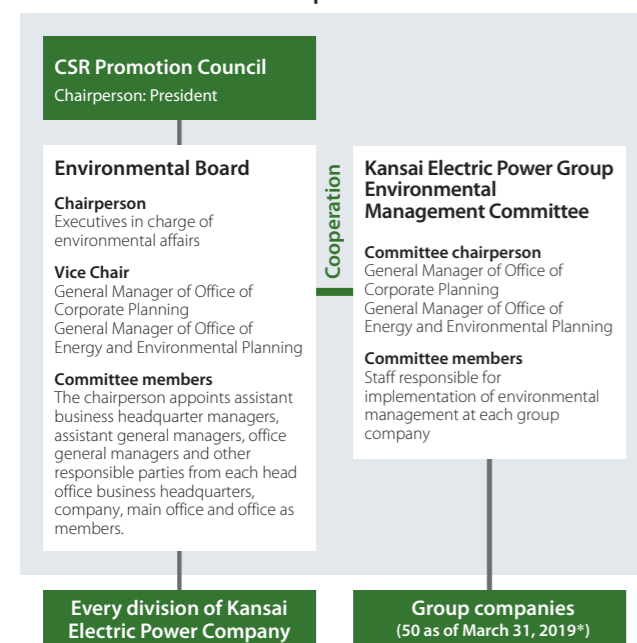 CSR Promotion Council
Chairperson: President
Environmental Board
Chairperson
Executives in charge of
environmental affairs
Vice Chair
General Manager of Office of
Corporate Planning
General Manager of Office of
Energy and Environmental Planning
Committee members
The chairperson appoints assistant
business headquarter managers,
assistant general managers, office
general managers and other
responsible parties from each head
office business headquarters,
company, main office and office as
members.
Cooperation
Kansai Electric Power Group
Environmental
Management Committee
Committee chairperson
General Manager of Office of
Corporate Planning
General Manager of Office of
Energy and Environmental Planning
Committee members
Staff responsible for
implementation of environmental
management at each group
company
Every division of Kansai
Electric Power Company
Group companies
(50 as of March 31, 2019*)